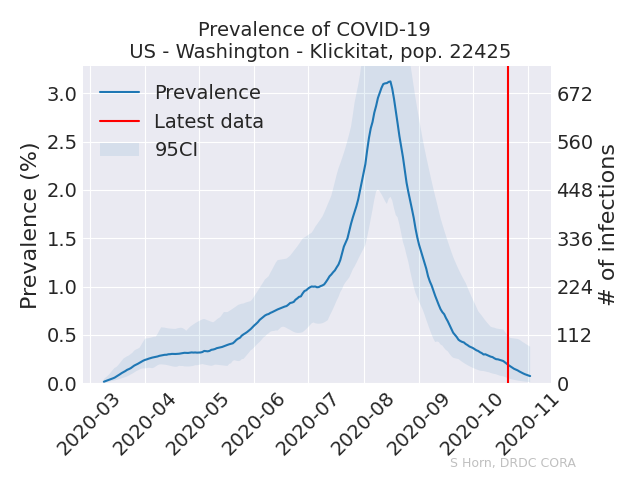 Prevalence of COVID-19
US - Washington - Klickitat, pop. 22425
Prevalence
Latest data
95CI
Prevalence (%)
3.0
2.5
2.0
1.5
1.0
0.5
0.0
672
560
448
336
224
112
0
# of infections
2020-03
2020-04
2020-05
2020-06
2020-07
2020-08
2020-09
2020-10
2020-11
S Horn, DRDC CORA